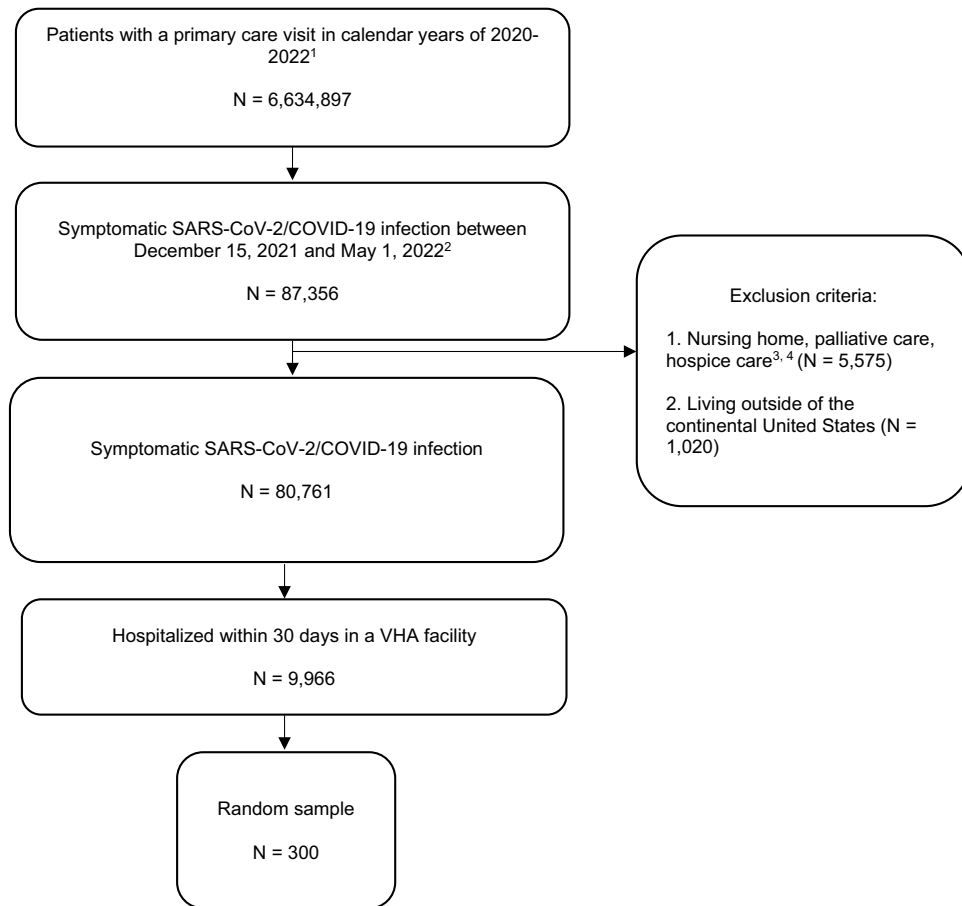 Patients with a primary care visit in calendar years of 2020-
2022¹
N = 6,634,897
Symptomatic SARS-CoV-2/COVID-19 infection between
December 15, 2021 and May 1, 2022²
N = 87,356
Exclusion criteria:
1. Nursing home, palliative care,
hospice care³, ⁴ (N = 5,575)
2. Living outside of the
continental United States (N =
1,020)
Symptomatic SARS-CoV-2/COVID-19 infection
N = 80,761
Hospitalized within 30 days in a VHA facility
N = 9,966
Random sample
N = 300